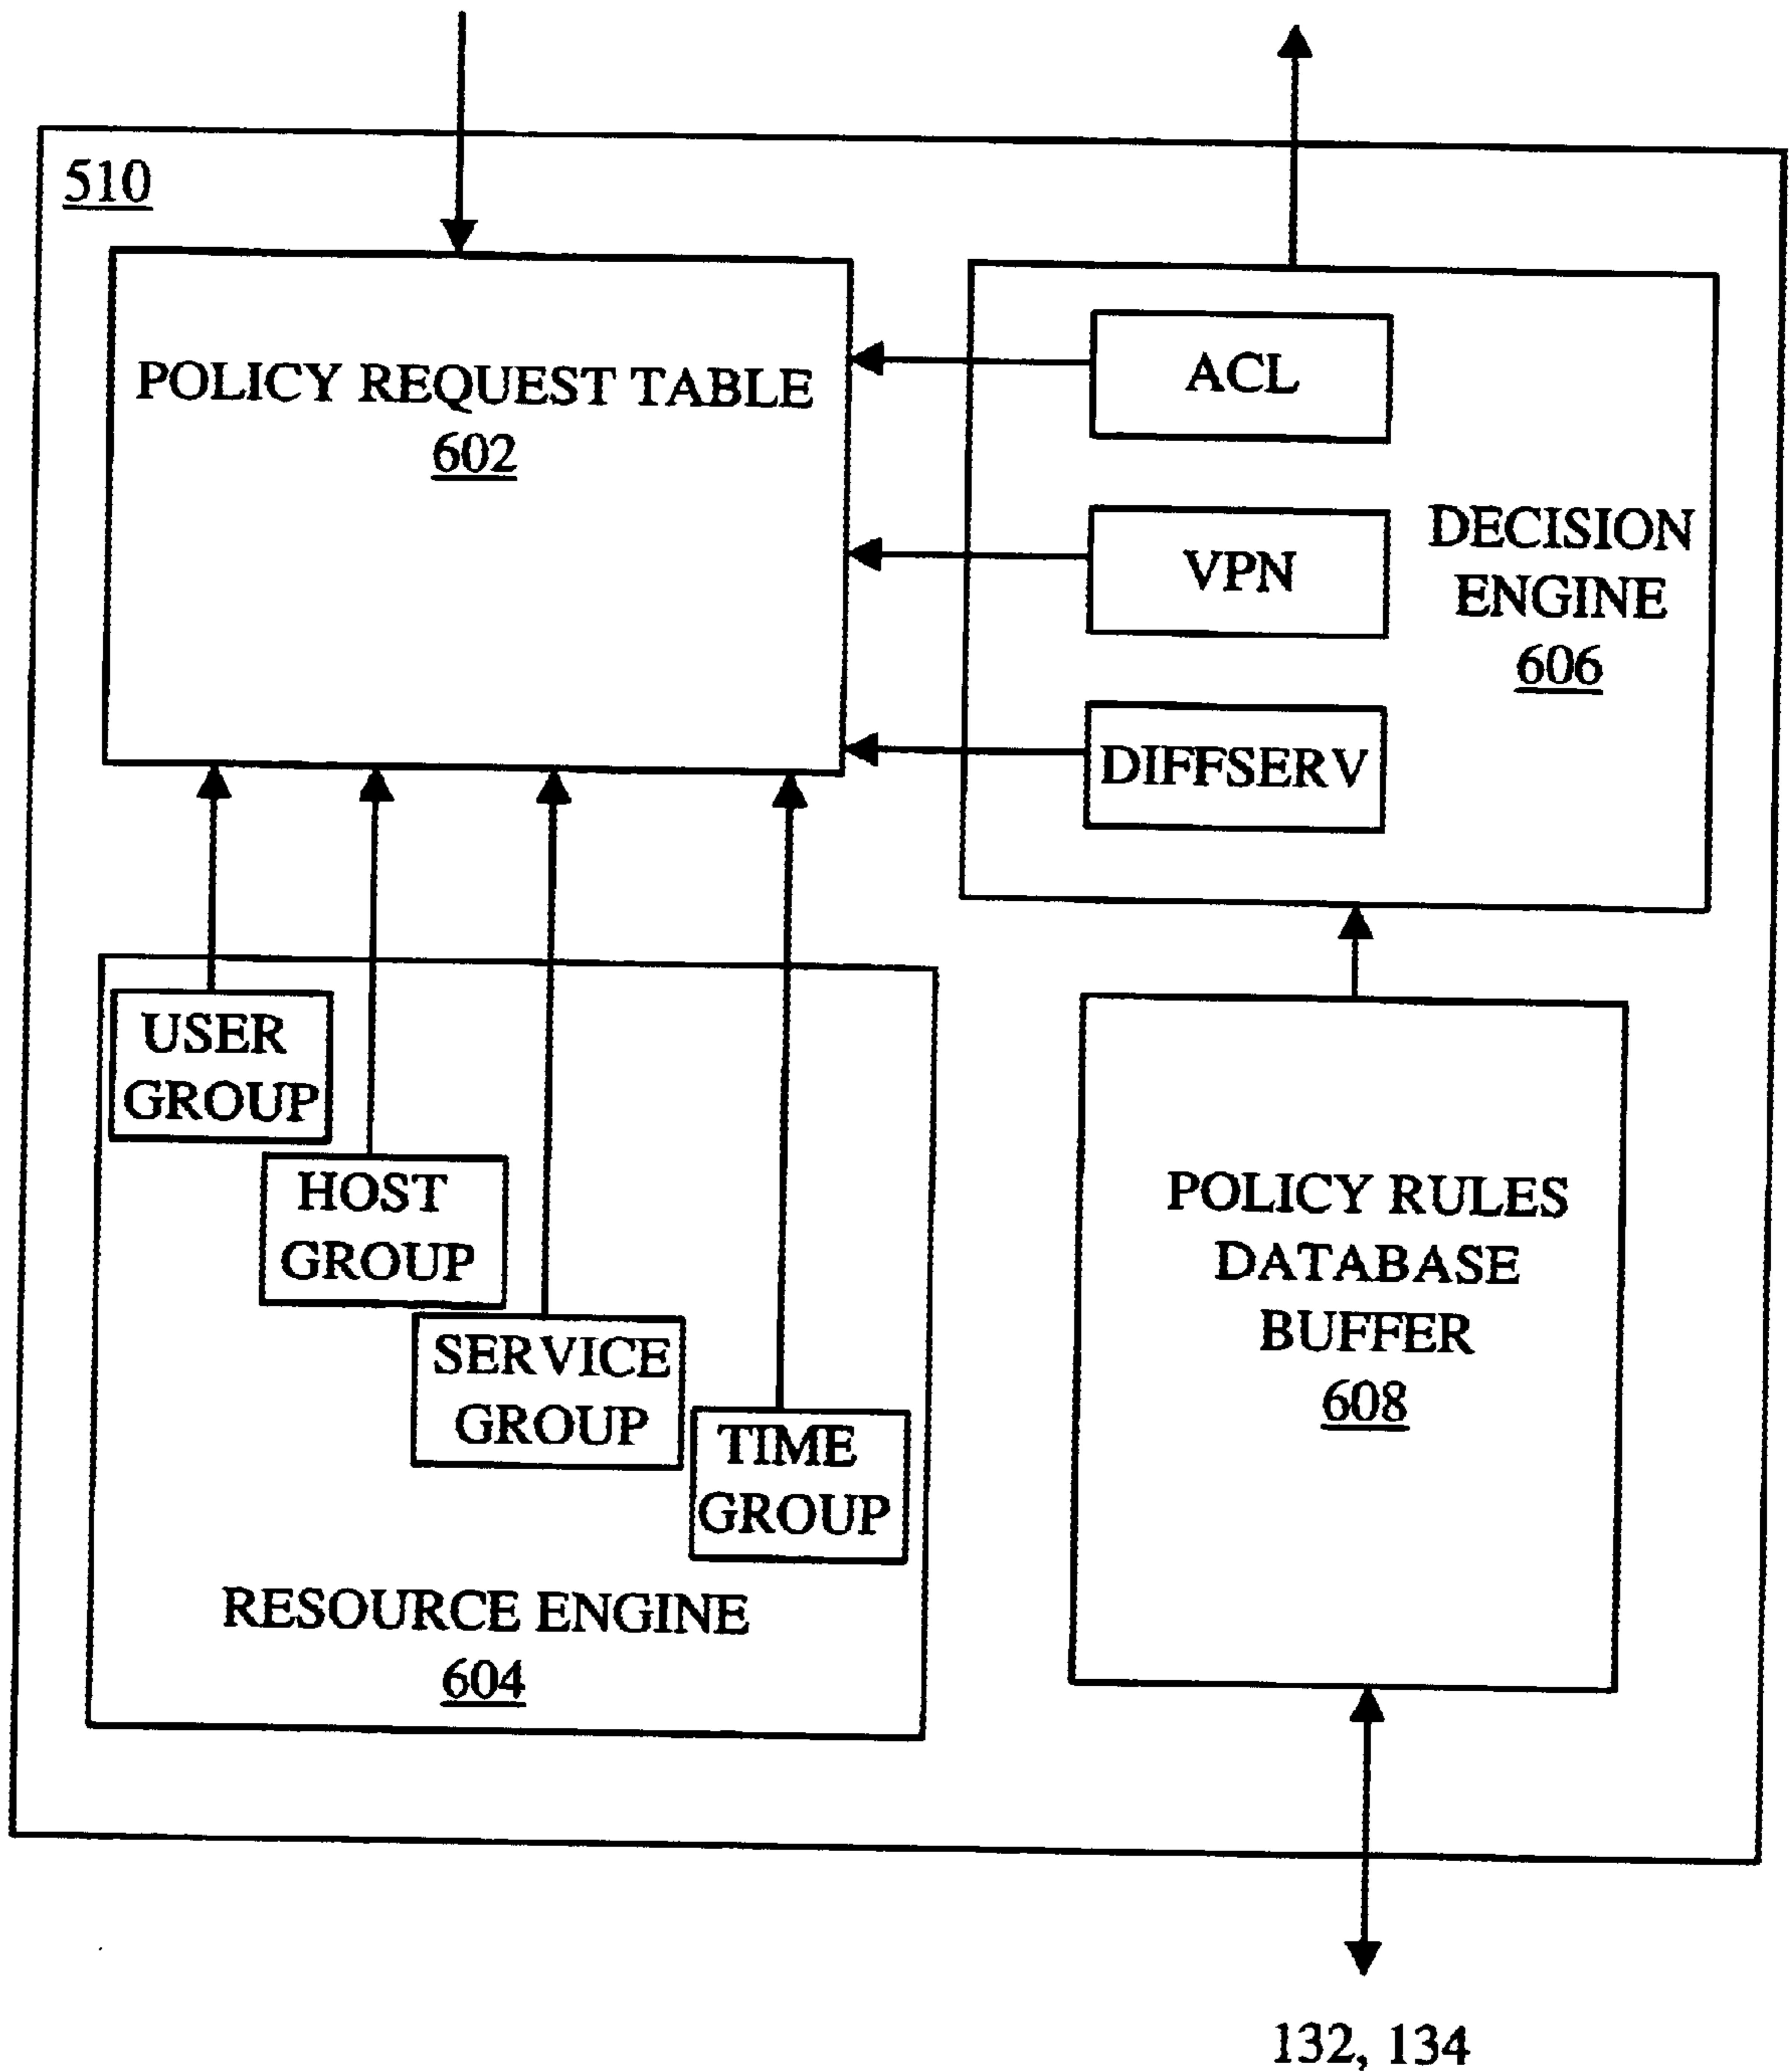 510
POLICY REQUEST TABLE
602
ACL
VPN
DIFFSERV
DECISION
ENGINE
606
USER
GROUP
HOST
GROUP
SERVICE
GROUP
TIME
GROUP
RESOURCE ENGINE
604
POLICY RULES
DATABASE
BUFFER
608
132, 134